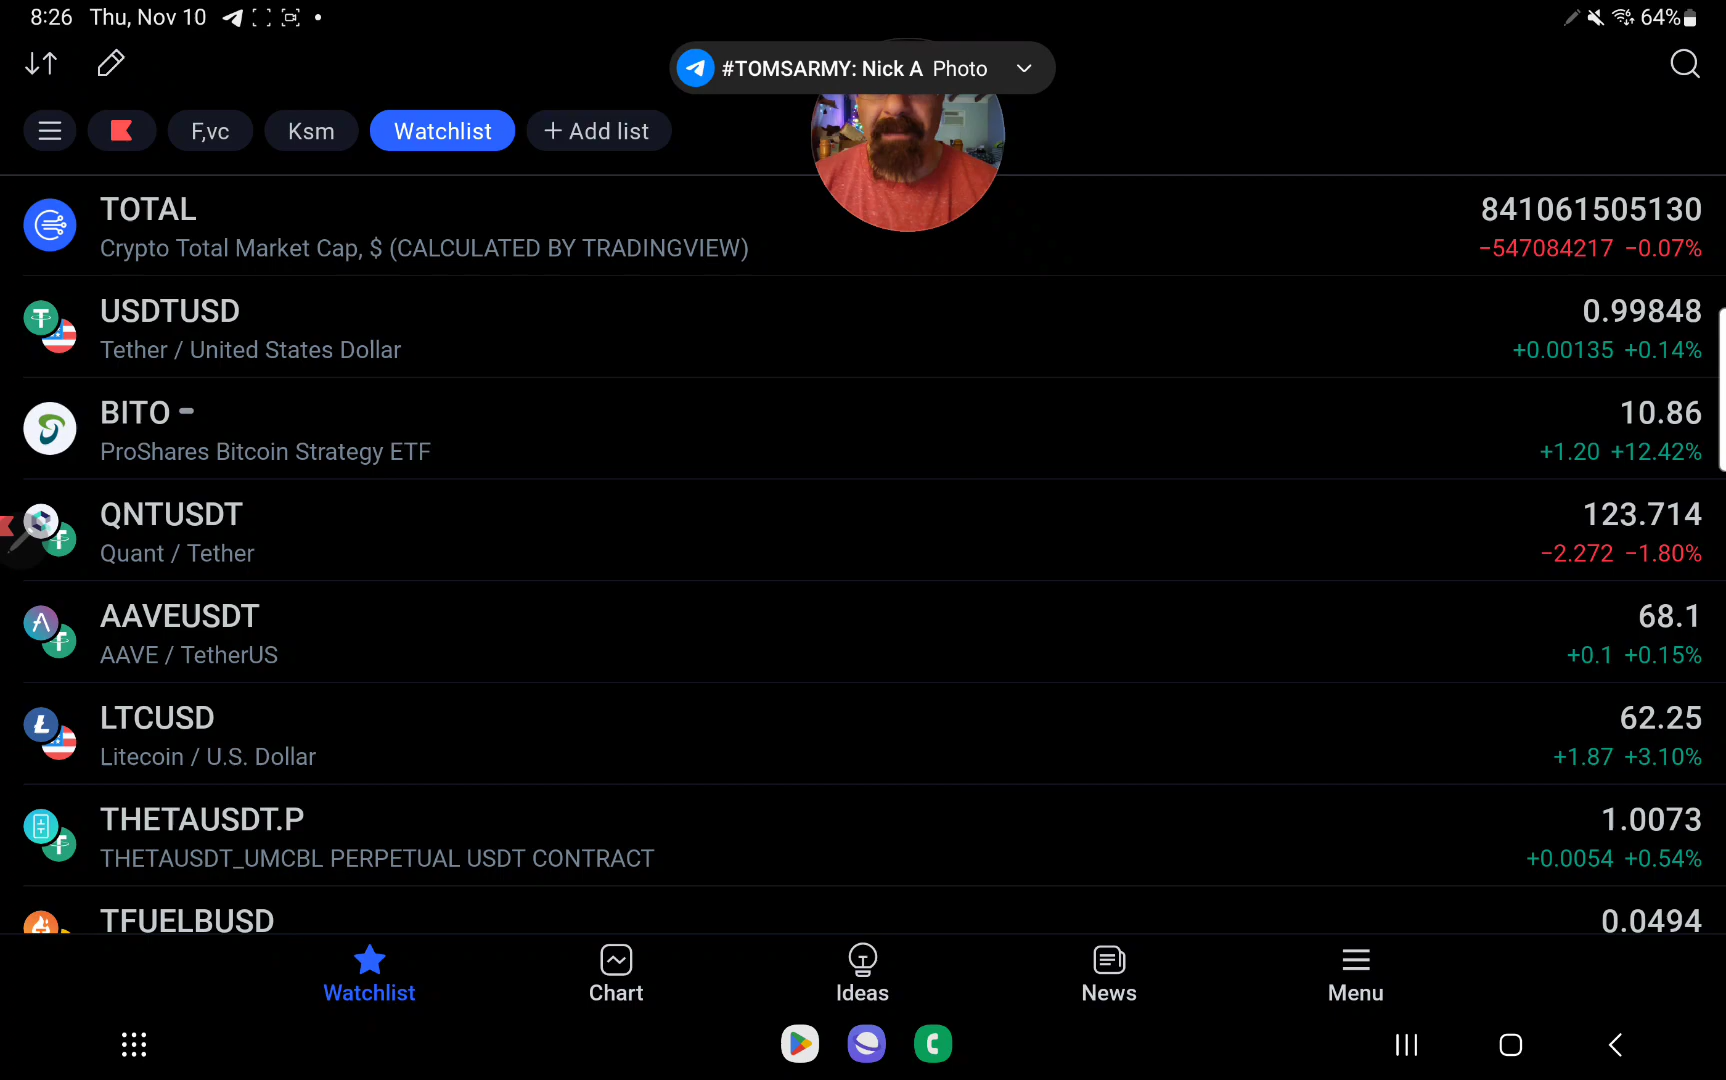 8:26 Thu, Nov 10
64%
#TOMSARMY: Nick A Photo
F,vc Ksm Watchlist + Add list
TOTAL 841061505130
Crypto Total Market Cap, $ (CALCULATED BY TRADINGVIEW) −547084217 −0.07%
USDTUSD 0.99848
Tether / United States Dollar +0.00135 +0.14%
BITO 10.86
ProShares Bitcoin Strategy ETF +1.20 +12.42%
QNTUSDT 123.714
Quant / Tether −2.272 −1.80%
AAVEUSDT 68.1
AAVE / TetherUS +0.1 +0.15%
LTCUSD 62.25
Litecoin / U.S. Dollar +1.87 +3.10%
THETAUSDT.P 1.0073
THETAUSDT_UMCBL PERPETUAL USDT CONTRACT +0.0054 +0.54%
TFUELBUSD 0.0494
Watchlist Chart Ideas News Menu